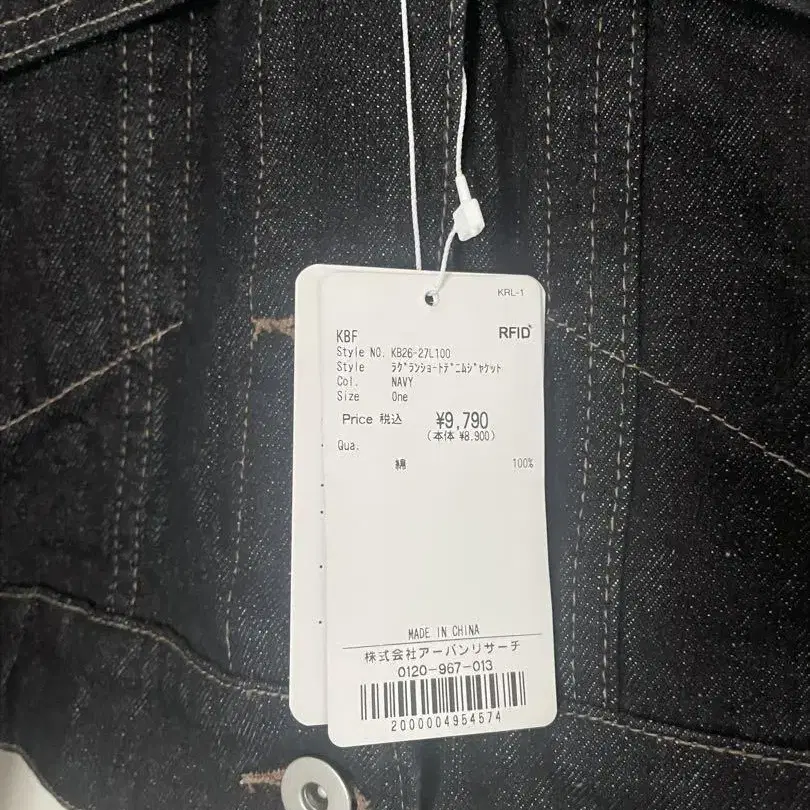 KRL-1
KBF
RFID
Style NO. KB26-27L100
Style ラグランショートデニムジャケット
Col. NAVY
Size One
Price 税込 ¥9,790
(本体 ¥8,900)
Qua.
綿 100%
MADE IN CHINA
株式会社アーバンリサーチ
0120-967-013
2000004954574